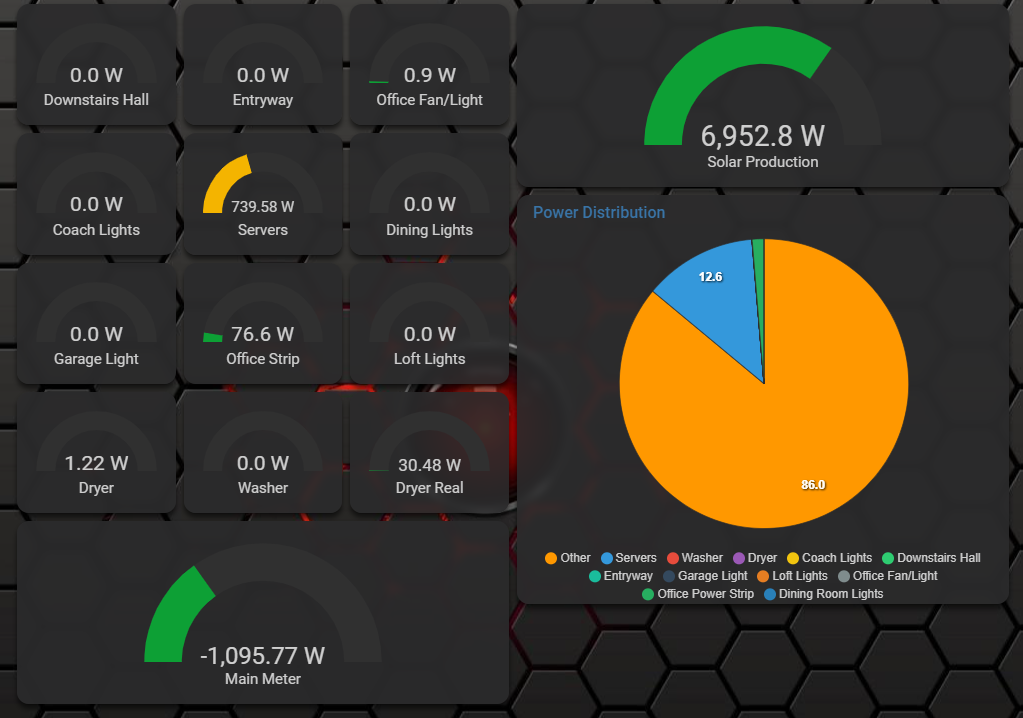 0.0 W
Downstairs Hall
0.0 W
Entryway
0.9 W
Office Fan/Light
0.0 W
Coach Lights
739.58 W
Servers
0.0 W
Dining Lights
0.0 W
Garage Light
76.6 W
Office Strip
0.0 W
Loft Lights
1.22 W
Dryer
0.0 W
Washer
30.48 W
Dryer Real
-1,095.77 W
Main Meter
6,952.8 W
Solar Production
Power Distribution
12.6
86.0
Other Servers Washer Dryer Coach Lights Downstairs Hall
Entryway Garage Light Loft Lights Office Fan/Light
Office Power Strip Dining Room Lights